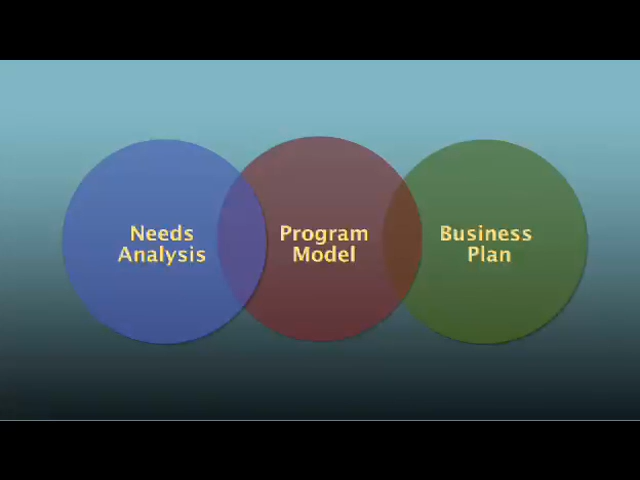 Needs
Analysis
Program
Model
Business
Plan